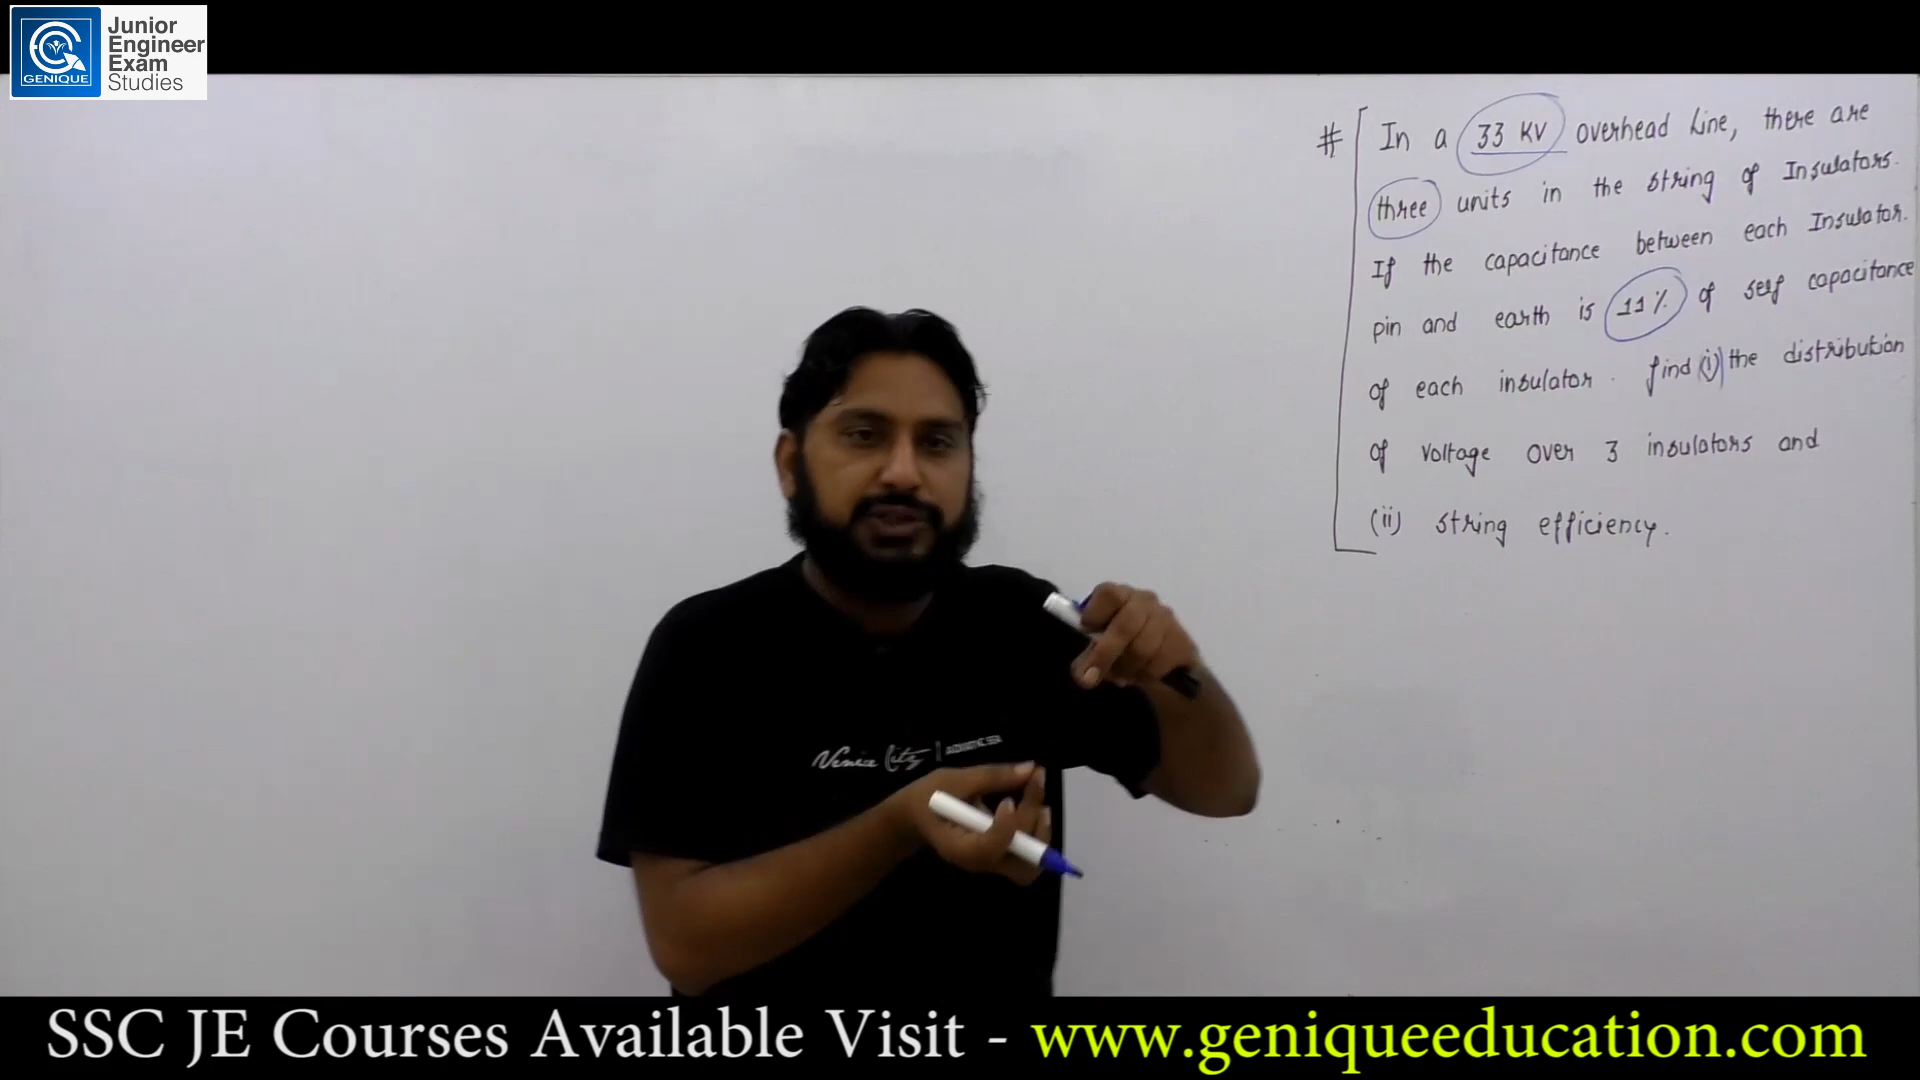 Junior
Engineer
Exam
Studies
GENIQUE
# In a 33 KV overhead Line, there are
three units in the string of Insulators.
If the capacitance between each Insulator.
pin and earth is 11% of self capacitance
of each insulator. find (i) the distribution
of voltage over 3 insulators and
(ii) string efficiency.
Venice City
SSC JE Courses Available Visit - www.geniqueeducation.com